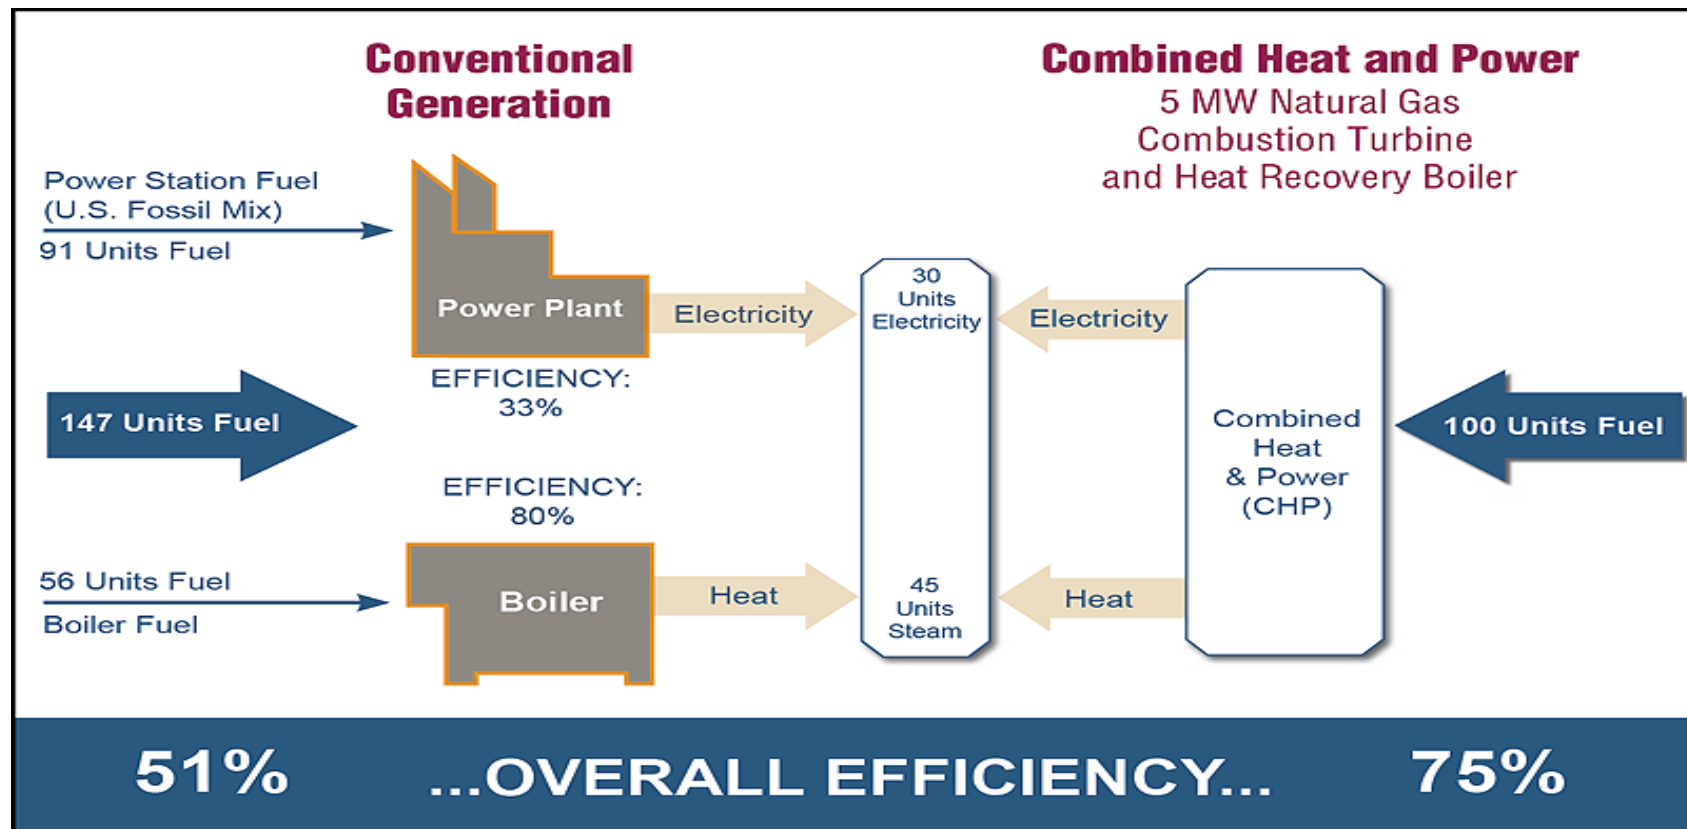 Conventional
Generation
Combined Heat and Power
5 MW Natural Gas
Combustion Turbine
and Heat Recovery Boiler
Power Station Fuel
(U.S. Fossil Mix)
91 Units Fuel
Power Plant
Electricity
30
Units
Electricity
Electricity
EFFICIENCY:
33%
147 Units Fuel
Combined
Heat
& Power
(CHP)
100 Units Fuel
EFFICIENCY:
80%
56 Units Fuel
Boiler Fuel
Boiler
Heat
45
Units
Steam
Heat
51%
...OVERALL EFFICIENCY...
75%